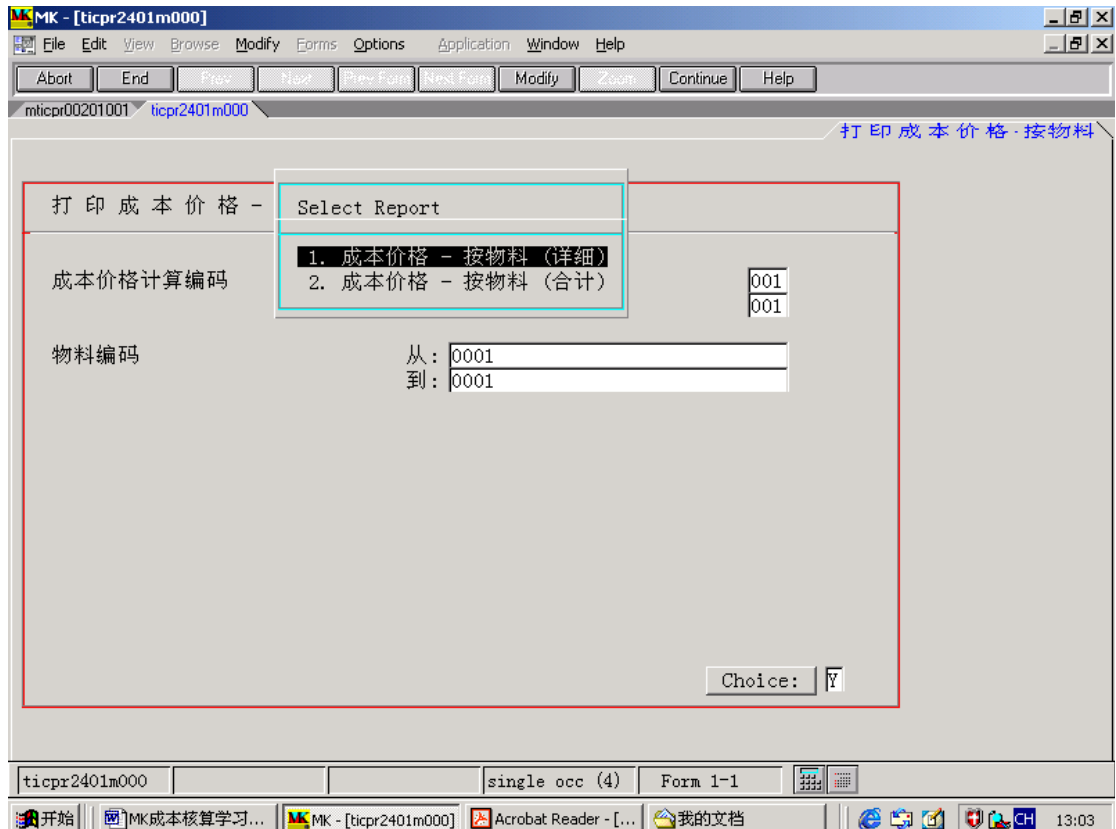 MK - [ticpr2401m000]
File Edit View Browse Modify Forms Options Application Window Help
Abort End Prev Next Prev Form Next Form Modify Zoom Continue Help
mticpr00201001 ticpr2401m000
打印成本价格·按物料
打印成本价格－
Select Report
1. 成本价格 － 按物料 (详细)
2. 成本价格 － 按物料 (合计)
成本价格计算编码 001
001
物料编码 从: 0001
到: 0001
Choice: Y
ticpr2401m000 single occ (4) Form 1-1
开始 MK成本核算学习... MK - [ticpr2401m000] Acrobat Reader - [... 我的文档 CH 13:03